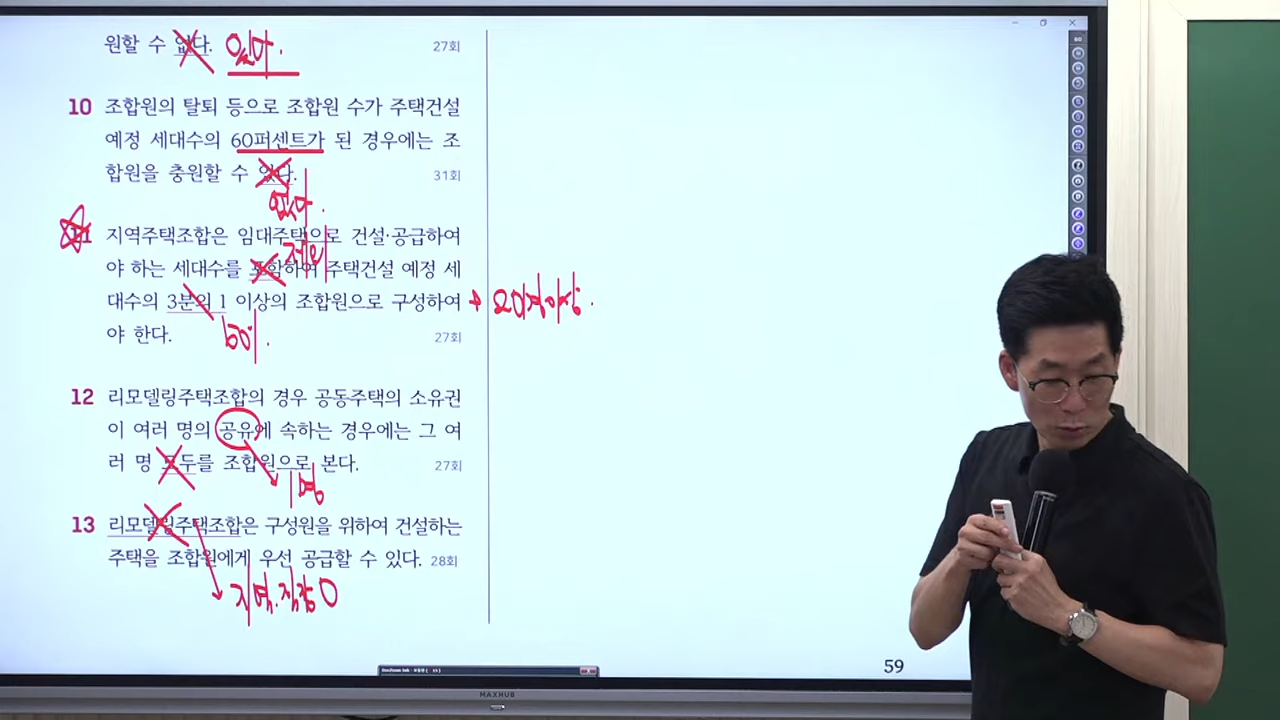 원할 수 없다. 있다. 27회
10 조합원의 탈퇴 등으로 조합원 수가 주택건설
예정 세대수의 60퍼센트가 된 경우에는 조
합원을 충원할 수 있다. 31회
없다.
11 지역주택조합은 임대주택으로 건설·공급하여
제외
야 하는 세대수를 포함하여 주택건설 예정 세
대수의 3분의 1 이상의 조합원으로 구성하여 + 20명이상.
야 한다. 27회
50%.
12 리모델링주택조합의 경우 공동주택의 소유권
이 여러 명의 공유에 속하는 경우에는 그 여
러 명 모두를 조합원으로 본다. 27회
1명
13 리모델링주택조합은 구성원을 위하여 건설하는
주택을 조합원에게 우선 공급할 수 있다. 28회
지역.직장 O
59
MAXHUB